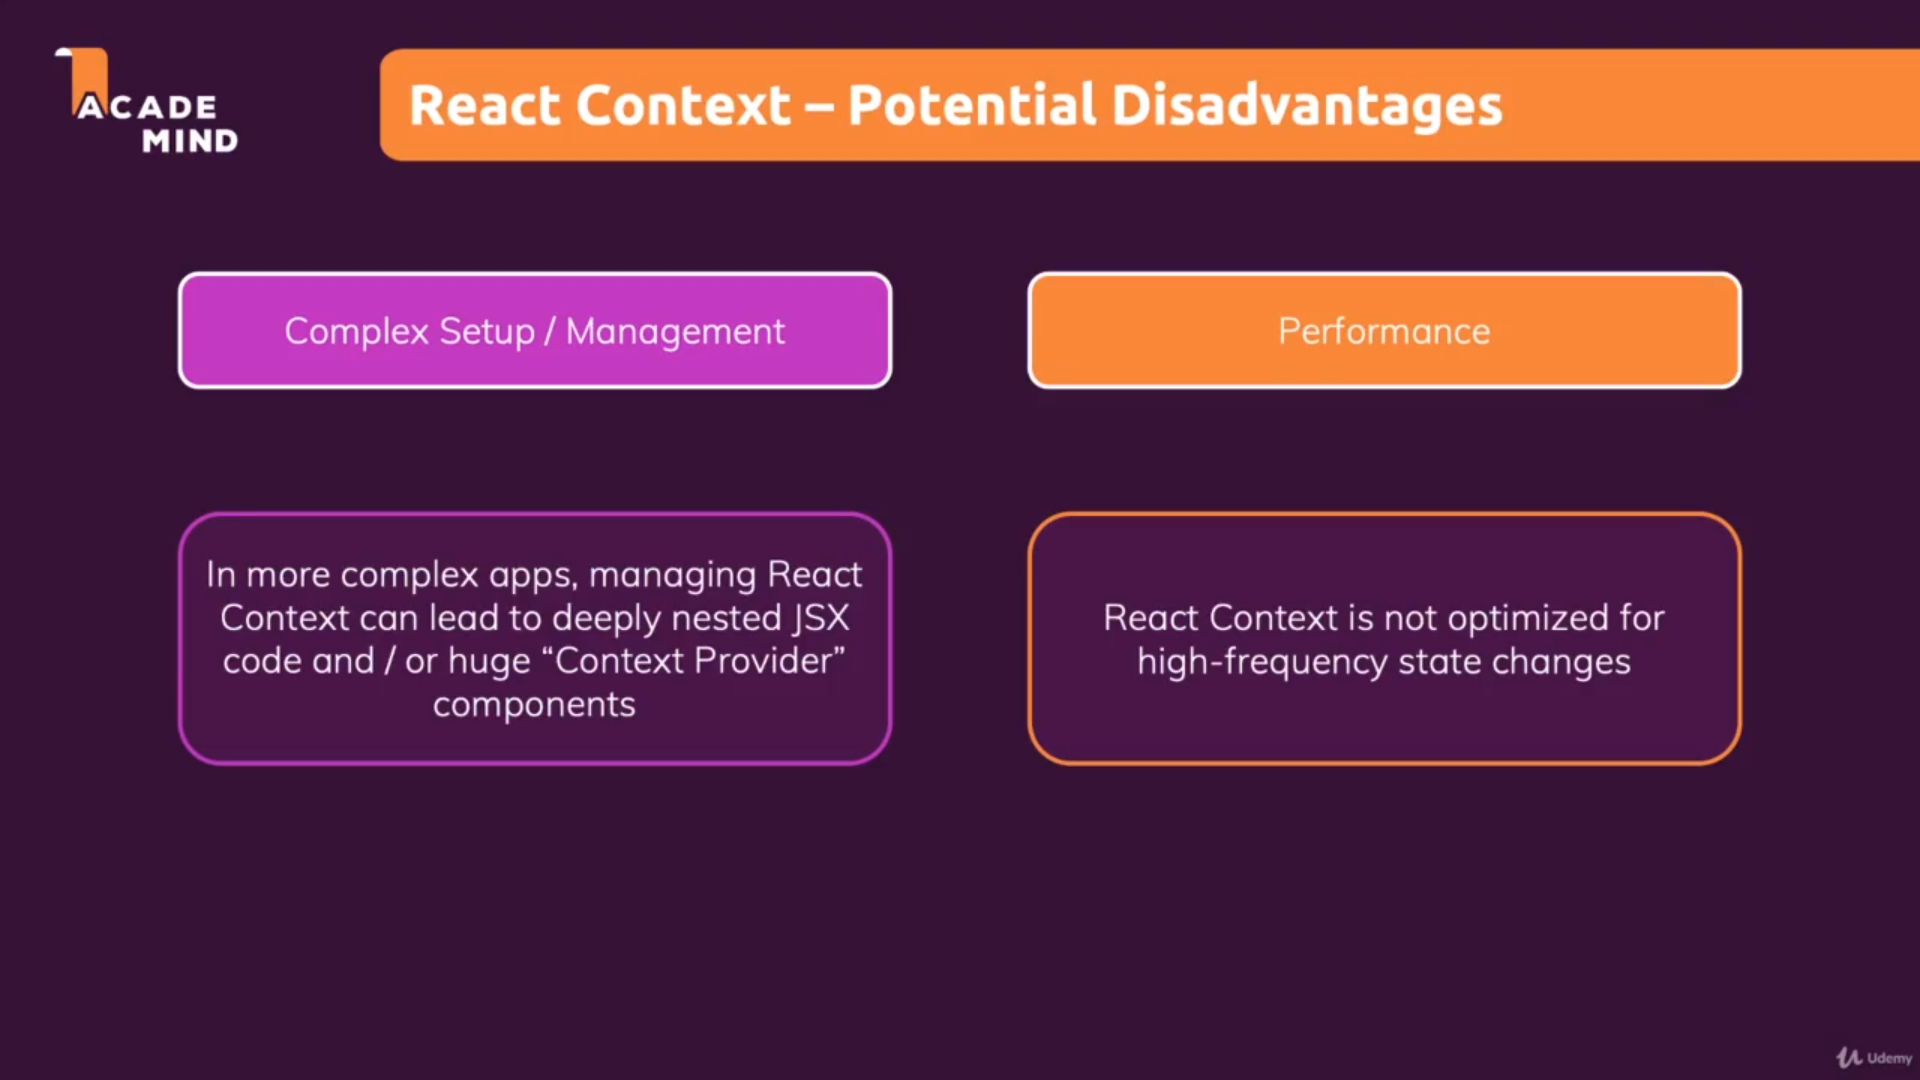 ACADE
MIND
React Context – Potential Disadvantages
Complex Setup / Management
Performance
In more complex apps, managing React
Context can lead to deeply nested JSX
code and / or huge “Context Provider”
components
React Context is not optimized for
high-frequency state changes
Udemy